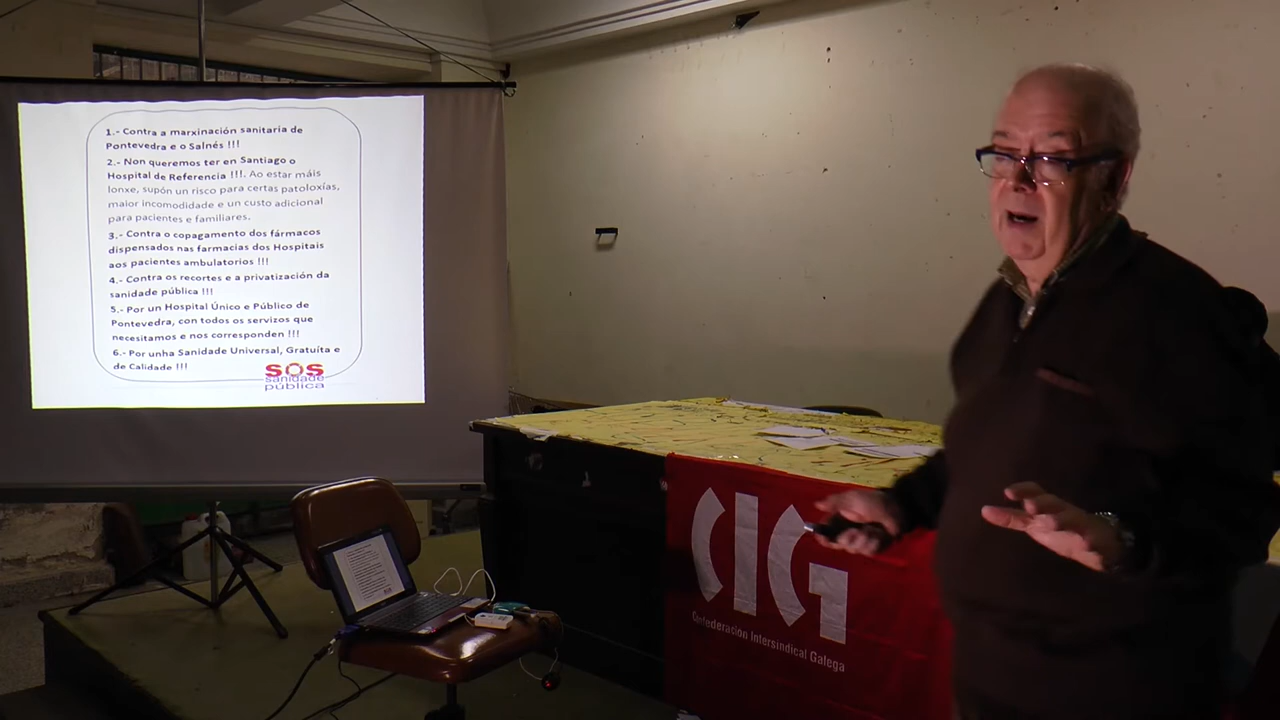 1.- Contra a marxinación sanitaria de
Pontevedra e o Salnés !!!
2.- Non queremos ter en Santiago o
Hospital de Referencia !!!. Ao estar máis
lonxe, supón un risco para certas patoloxías,
maior incomodidade e un custo adicional
para pacientes e familiares.
3.- Contra o copagamento dos fármacos
dispensados nas farmacias dos Hospitais
aos pacientes ambulatorios !!!
4.- Contra os recortes e a privatización da
sanidade pública !!!
5.- Por un Hospital Único e Público de
Pontevedra, con todos os servizos que
necesitamos e nos corresponden !!!
6.- Por unha Sanidade Universal, Gratuíta e
de Calidade !!!
SOS
sanidade
pública
CIG
Confederación Intersindical Galega